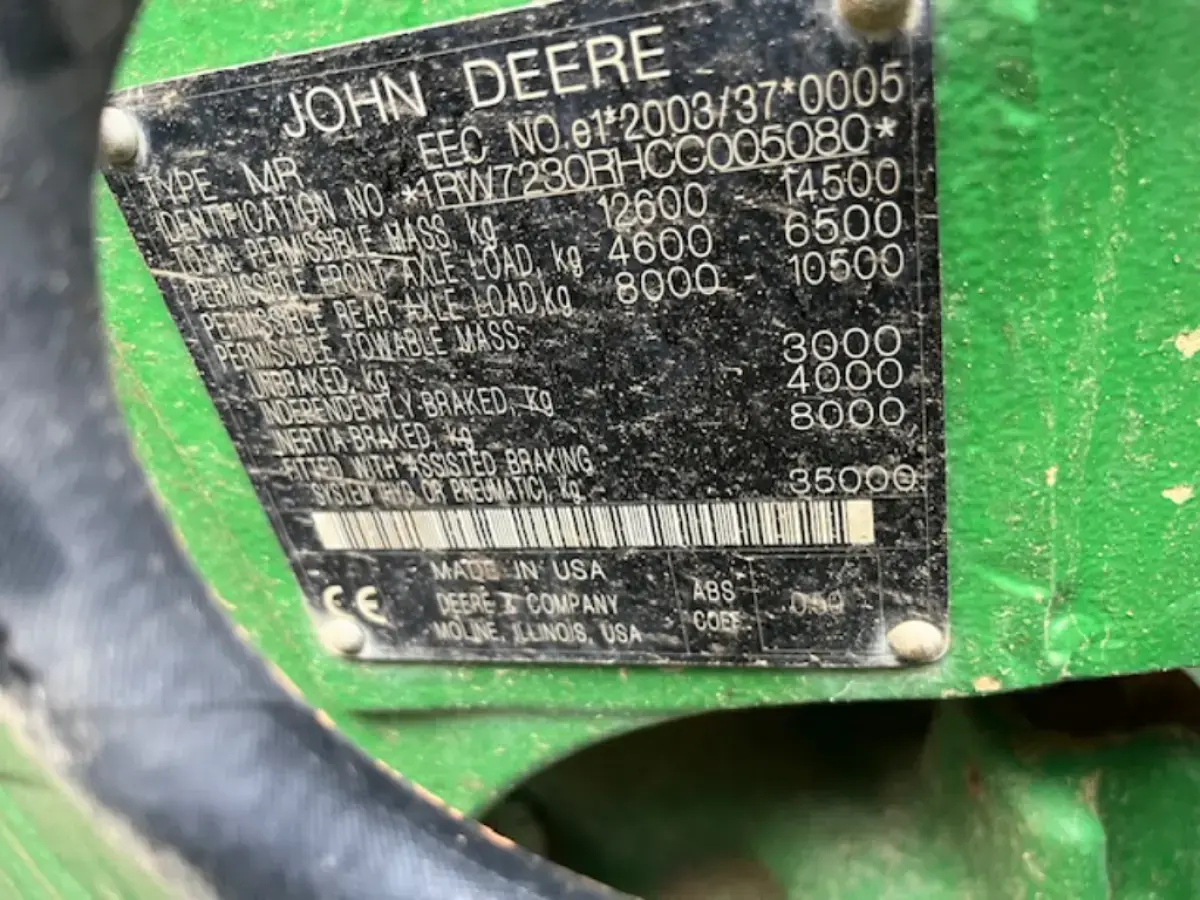 JOHN DEERE
TYPE MR EEC NO. e1*2003/37*0005
IDENTIFICATION NO. *1RW7230RHCC005080*
TOTAL PERMISSIBLE MASS, kg 12600 - 14500
PERMISSIBLE FRONT AXLE LOAD, kg 4600 - 6500
PERMISSIBLE REAR AXLE LOAD, kg 8000 - 10500
PERMISSIBLE TOWABLE MASS:
UNBRAKED, kg 3000
INDEPENDENTLY BRAKED, kg 4000
INERTIA BRAKED, kg 8000
FITTED WITH ASSISTED BRAKING
SYSTEM (HYD. OR PNEUMATIC), kg 35000
MADE IN USA
DEERE & COMPANY
MOLINE, ILLINOIS, USA
CE
ABS
COEF. 0.50